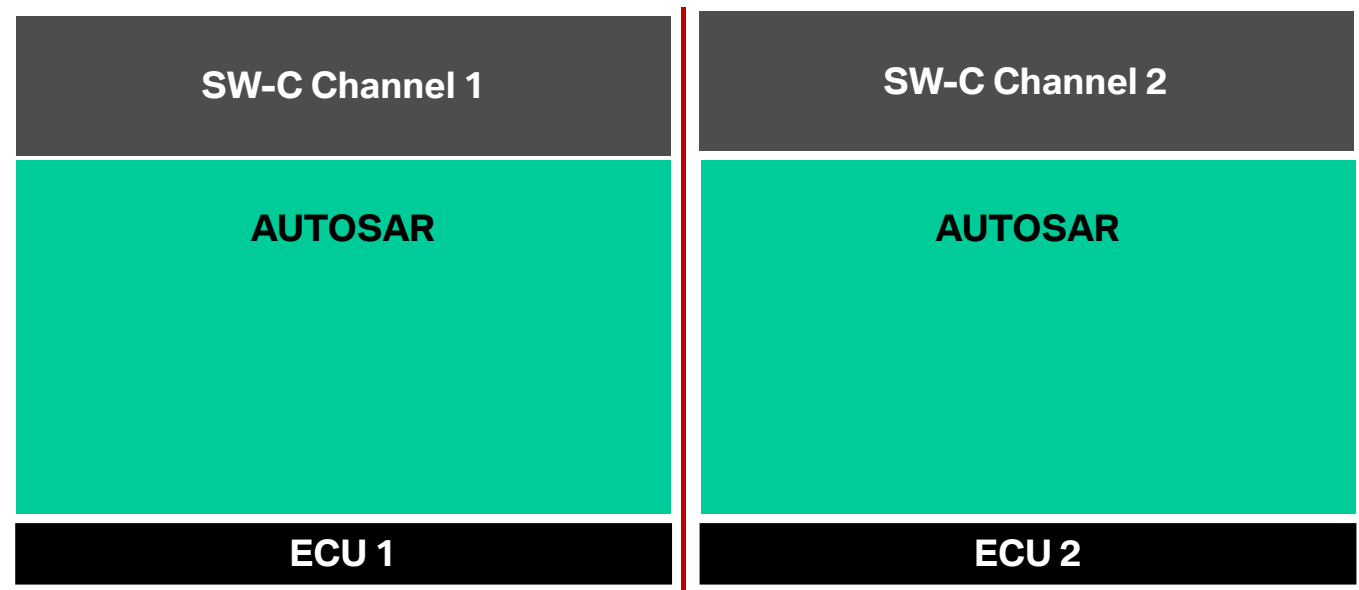 SW-C Channel 1
SW-C Channel 2
AUTOSAR
AUTOSAR
ECU 1
ECU 2